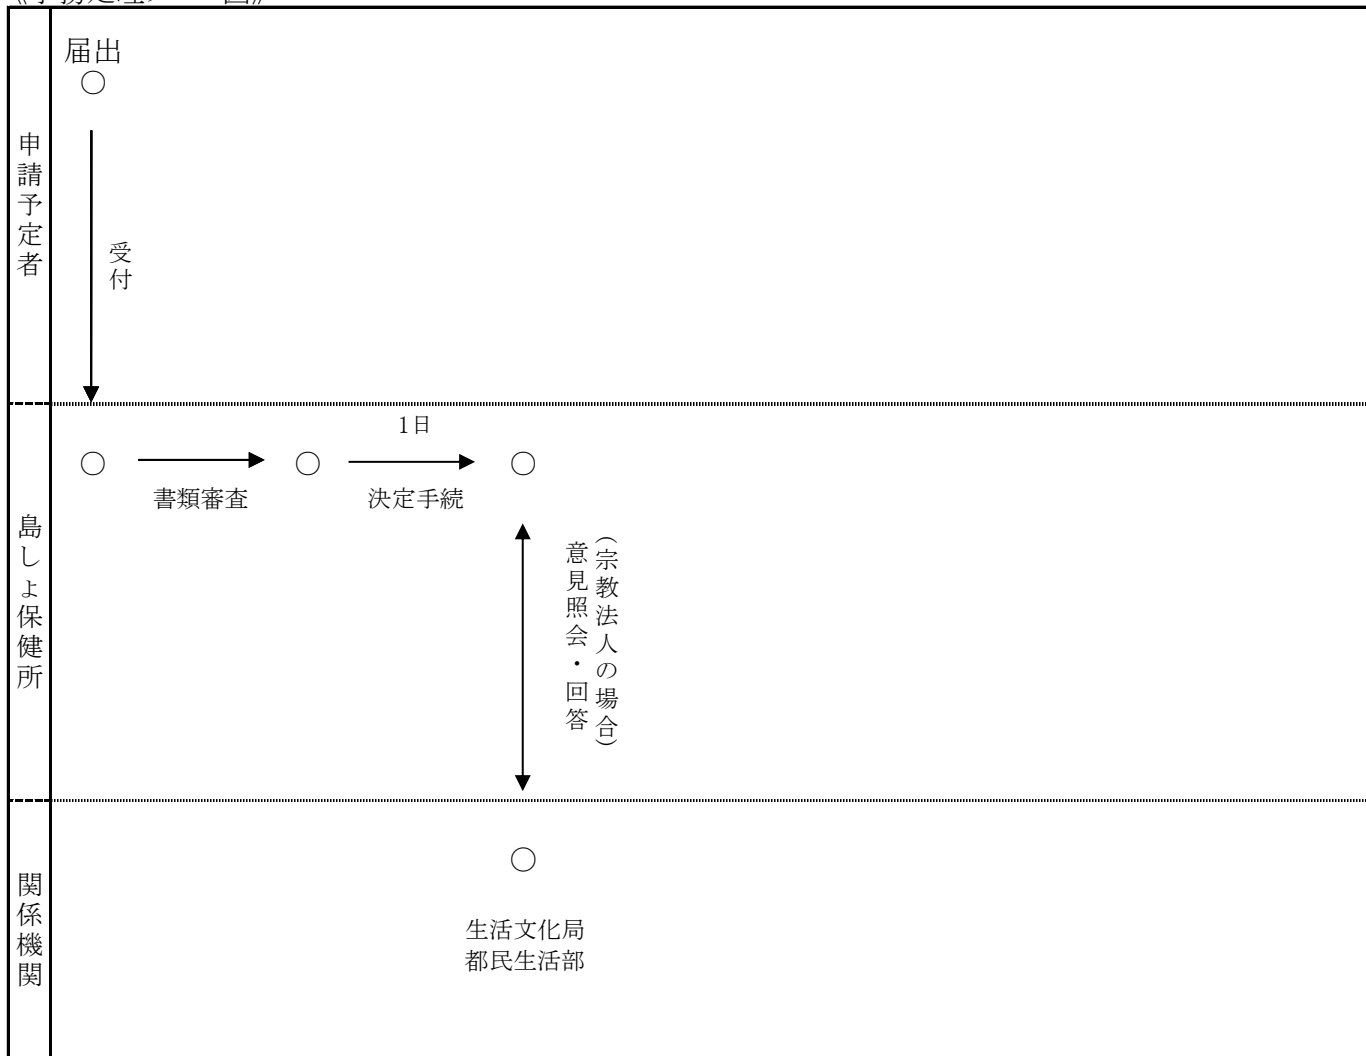 届出
申請予定者
受付
1日
書類審査
決定手続
島しょ保健所
（宗教法人の場合）
意見照会・回答
関係機関
生活文化局
都民生活部